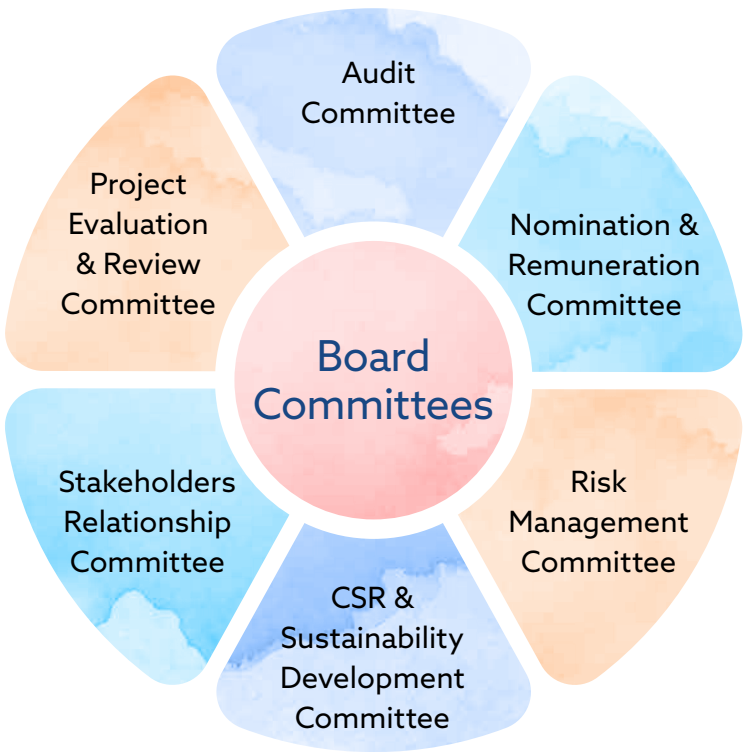 Audit
Committee
Nomination &
Remuneration
Committee
Risk
Management
Committee
CSR &
Sustainability
Development
Committee
Stakeholders
Relationship
Committee
Project
Evaluation
& Review
Committee
Board
Committees